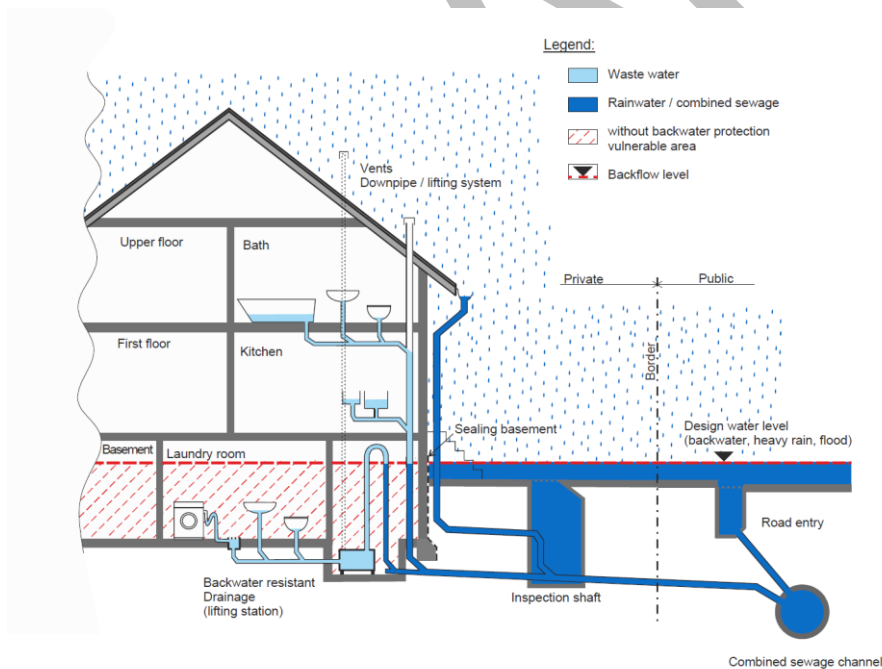 Legend:
Waste water
Rainwater / combined sewage
without backwater protection
vulnerable area
Backflow level
Vents
Downpipe / lifting system
Upper floor
Bath
Private
Public
First floor
Kitchen
Border
Sealing basement
Design water level
(backwater, heavy rain, flood)
Basement
Laundry room
Road entry
Backwater resistant
Drainage
(lifting station)
Inspection shaft
Combined sewage channel